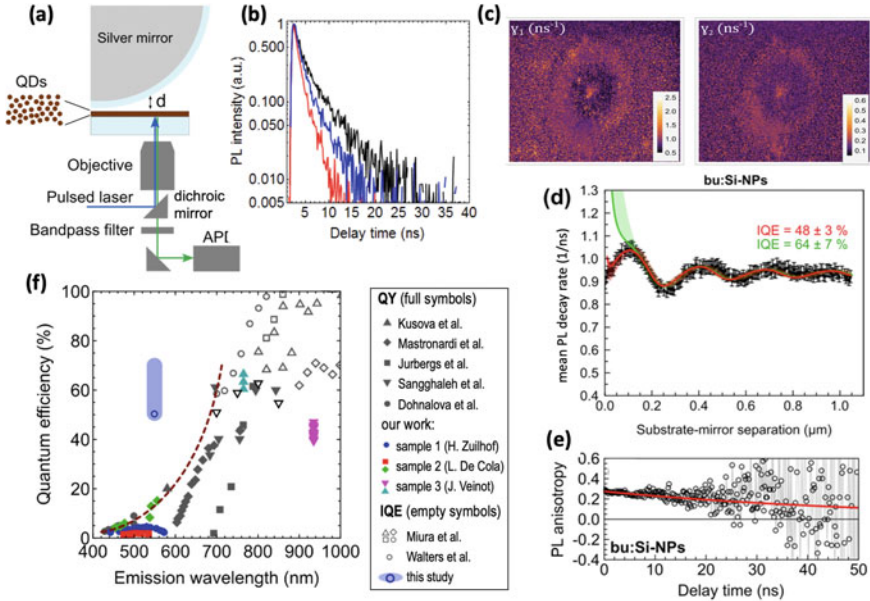 (a)
Silver mirror
QDs
d
Objective
Pulsed laser
dichroic
mirror
Bandpass filter
API
(b)
PL intensity (a.u.)
1
0.500
0.100
0.050
0.010
0.005
5 10 15 20 25 30 35 40
Delay time (ns)
(c)
γ₁ (ns⁻¹)
2.5
2.0
1.5
1.0
0.5
γ₂ (ns⁻¹)
0.6
0.5
0.4
0.3
0.2
0.1
(d)
bu:Si-NPs
IQE = 48 ± 3 %
IQE = 64 ± 7 %
mean PL decay rate (1/ns)
1.3
1.2
1.1
1.0
0.9
0.8
0.7
0.6
0.0 0.2 0.4 0.6 0.8 1.0
Substrate-mirror separation (μm)
(e)
PL anisotropy
0.4
0.2
0.0
-0.2
-0.4
bu:Si-NPs
0 10 20 30 40 50
Delay time (ns)
(f)
Quantum efficiency (%)
100
80
60
40
20
0
400 500 600 700 800 900 1000
Emission wavelength (nm)
QY (full symbols)
Kusova et al.
Mastronardi et al.
Jurbergs et al.
Sangghaleh et al.
Dohnalova et al.
our work:
sample 1 (H. Zuilhof)
sample 2 (L. De Cola)
sample 3 (J. Veinot)
IQE (empty symbols)
Miura et al.
Walters et al.
this study